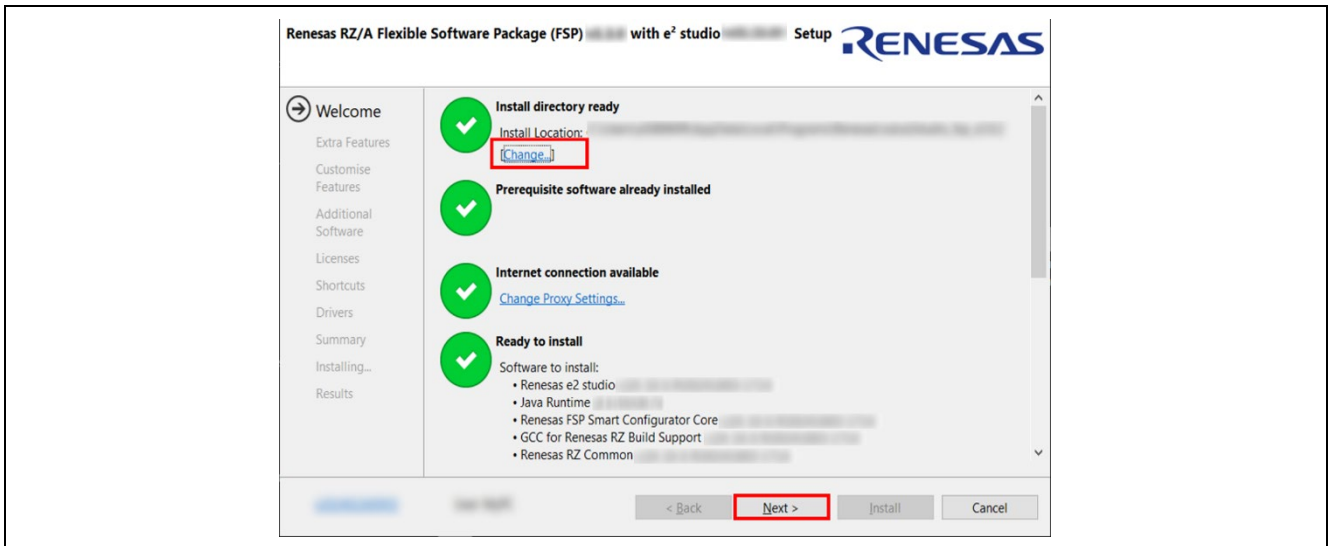 Renesas RZ/A Flexible Software Package (FSP) with e² studio Setup
RENESAS
Welcome
Extra Features
Customise
Features
Additional
Software
Licenses
Shortcuts
Drivers
Summary
Installing...
Results
Install directory ready
Install Location:
[Change...]
Prerequisite software already installed
Internet connection available
Change Proxy Settings...
Ready to install
Software to install:
• Renesas e2 studio
• Java Runtime
• Renesas FSP Smart Configurator Core
• GCC for Renesas RZ Build Support
• Renesas RZ Common
< Back
Next >
Install
Cancel